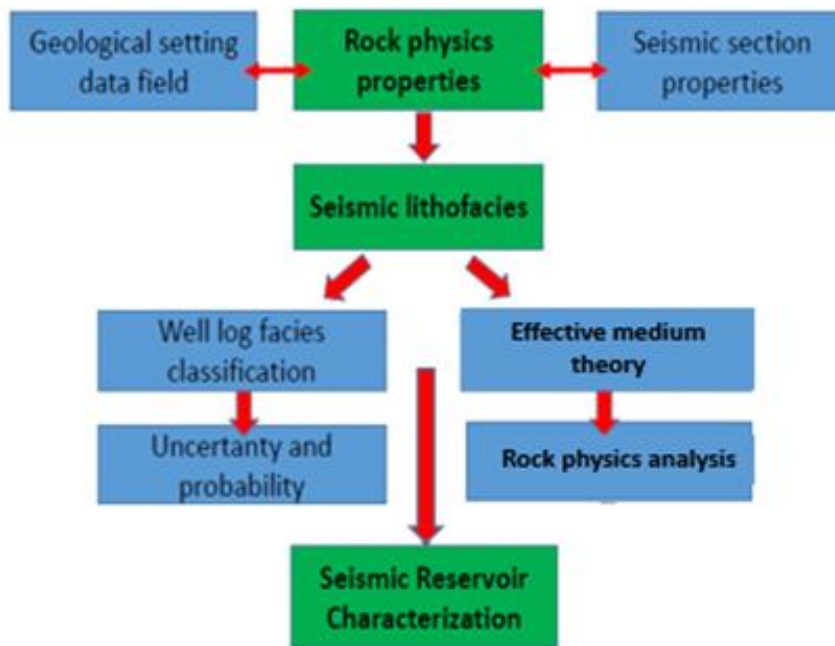 Geological setting
data field
Rock physics
properties
Seismic section
properties
Seismic lithofacies
Well log facies
classification
Effective medium
theory
Uncertanty and
probability
Rock physics analysis
Seismic Reservoir
Characterization